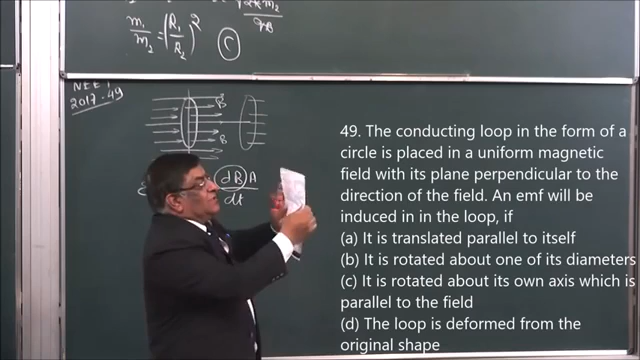 m₁/m₂ = (R₁/R₂)² (c)
NEET
2017-49
B
B
dB A
dt
49. The conducting loop in the form of a
circle is placed in a uniform magnetic
field with its plane perpendicular to the
direction of the field. An emf will be
induced in in the loop, if
(a) It is translated parallel to itself
(b) It is rotated about one of its diameters
(c) It is rotated about its own axis which is
parallel to the field
(d) The loop is deformed from the
original shape